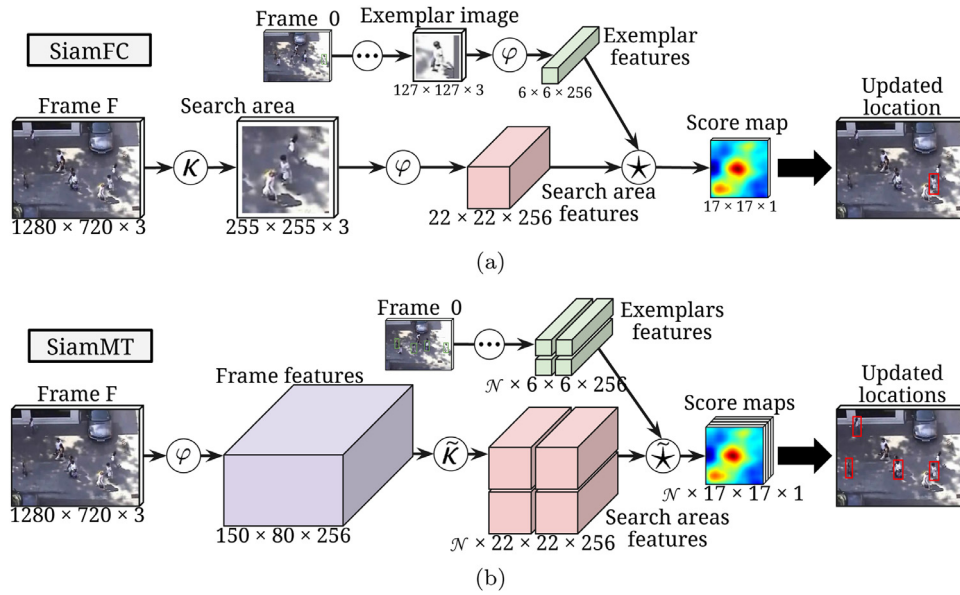 SiamFC
Frame 0
Exemplar image
127 × 127 × 3
φ
Exemplar
features
6 × 6 × 256
Frame F
1280 × 720 × 3
K
Search area
255 × 255 × 3
φ
22 × 22 × 256
Search area
features
Score map
17 × 17 × 1
Updated
location
(a)
SiamMT
Frame 0
Exemplars
features
𝒩 × 6 × 6 × 256
Frame F
1280 × 720 × 3
φ
Frame features
150 × 80 × 256
K̃
𝒩 × 22 × 22 × 256
Search areas
features
Score maps
𝒩 × 17 × 17 × 1
Updated
locations
(b)